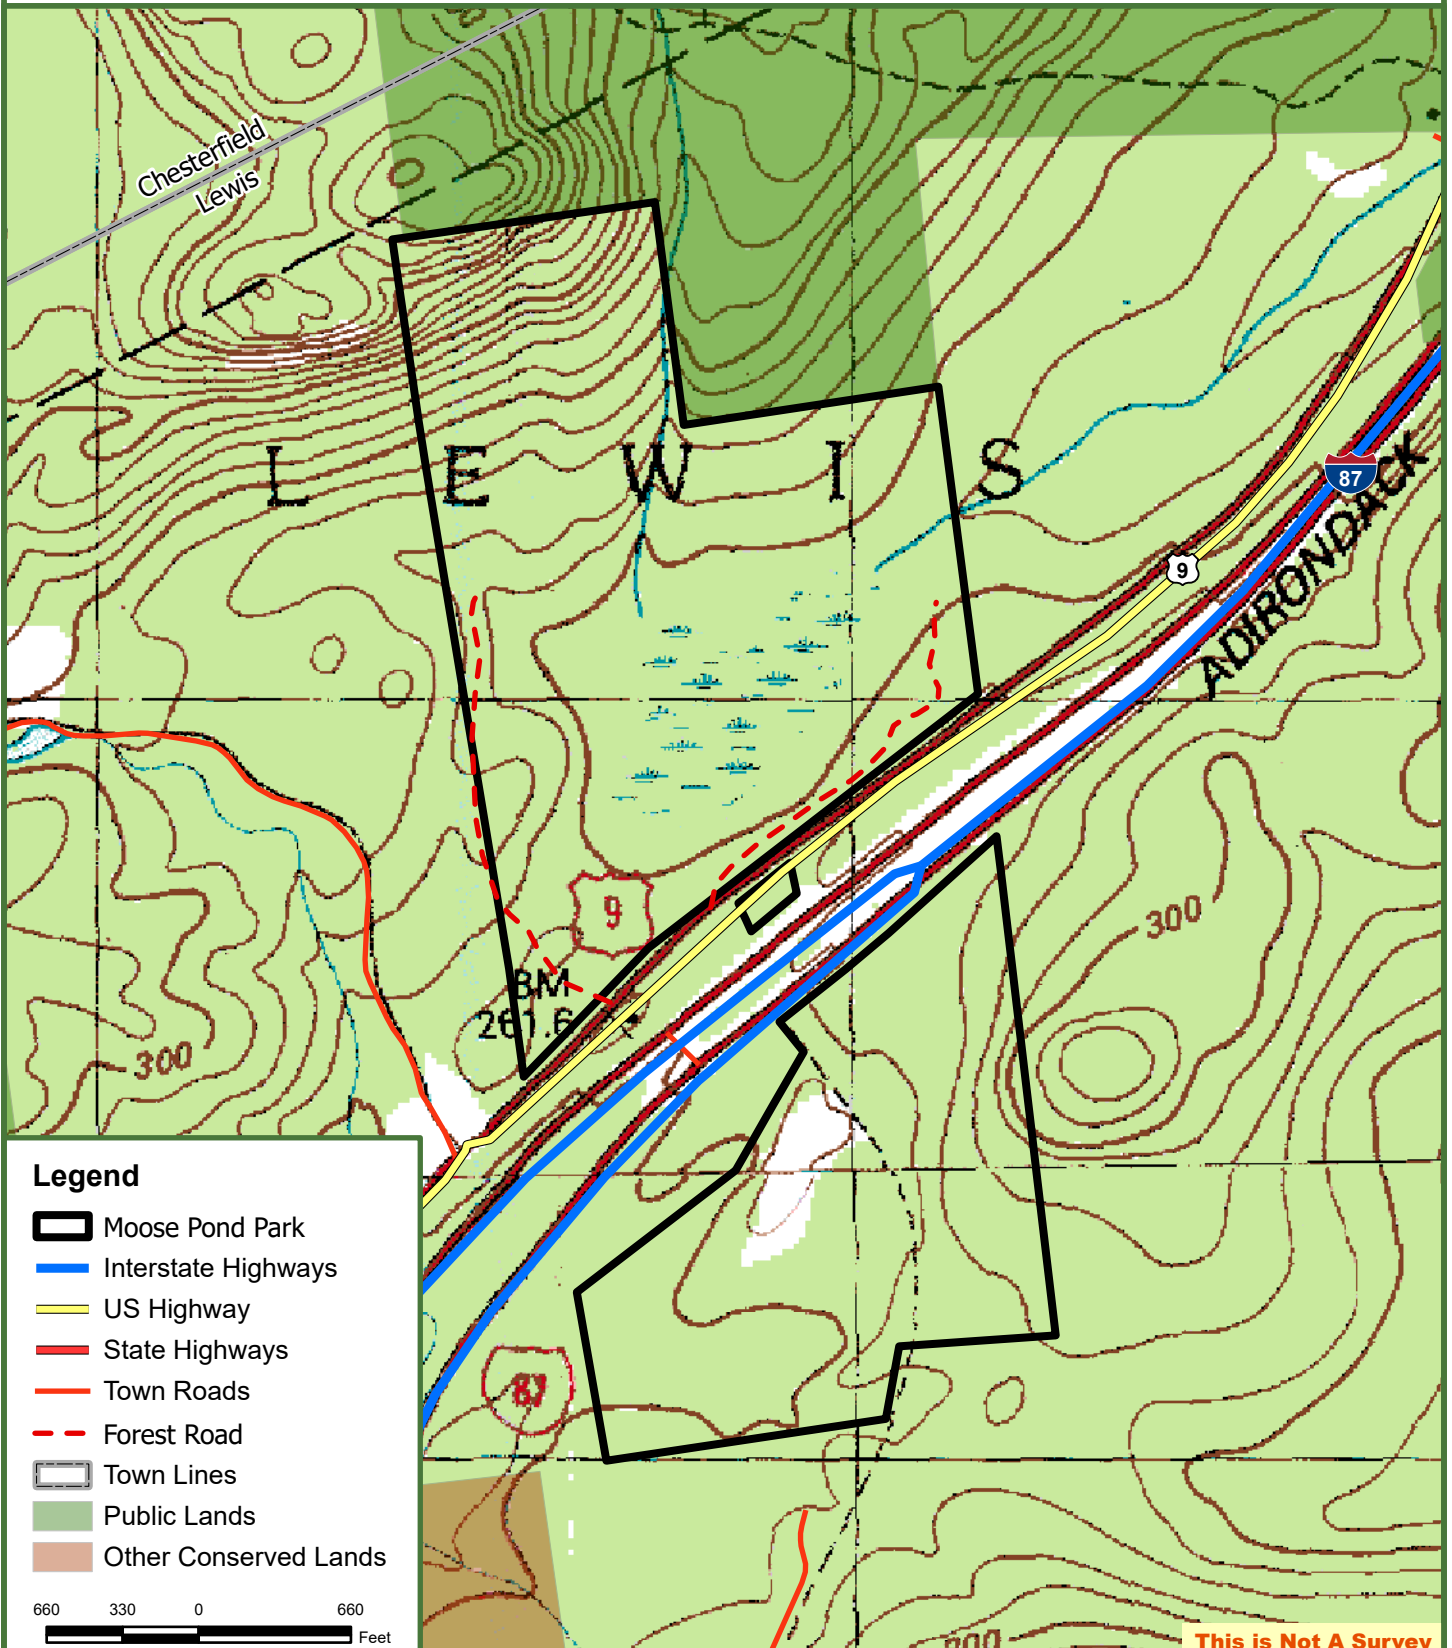 Chesterfield
Lewis
L E W I S
87
ADIRONDACK
9
9
BM
261.6
300
300
87
Legend
Moose Pond Park
Interstate Highways
US Highway
State Highways
Town Roads
Forest Road
Town Lines
Public Lands
Other Conserved Lands
660 330 0 660
Feet
This is Not A Survey